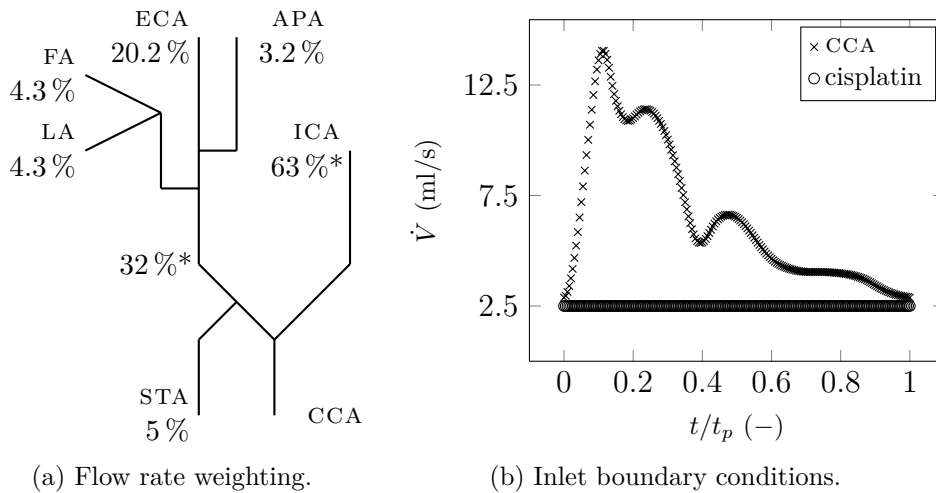 ECA
20.2 %
APA
3.2 %
FA
4.3 %
LA
4.3 %
ICA
63 %*
32 %*
STA
5 %
CCA
(a) Flow rate weighting.
CCA
cisplatin
12.5
7.5
2.5
V̇ (ml/s)
0
0.2
0.4
0.6
0.8
1
t/tₚ (−)
(b) Inlet boundary conditions.